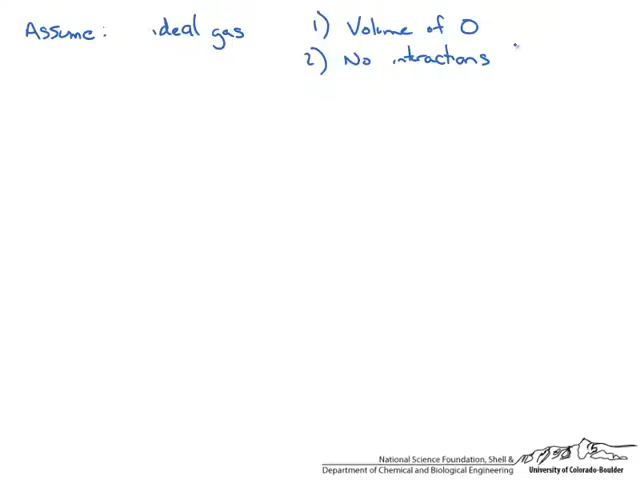 Assume: ideal gas 1) Volume of 0
2) No intractions
National Science Foundation, Shell &
Department of Chemical and Biological Engineering
University of Colorado-Boulder